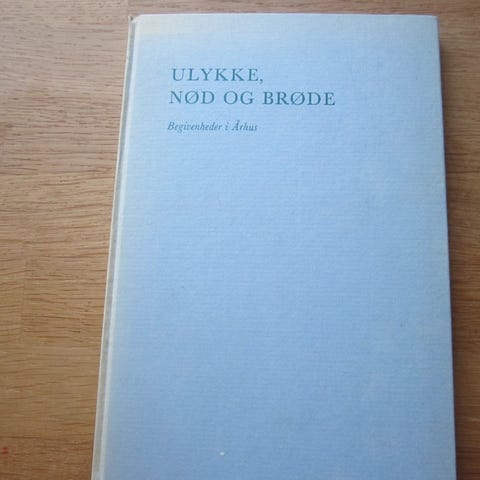 ULYKKE,
NØD OG BRØDE
Begivenheder i Århus